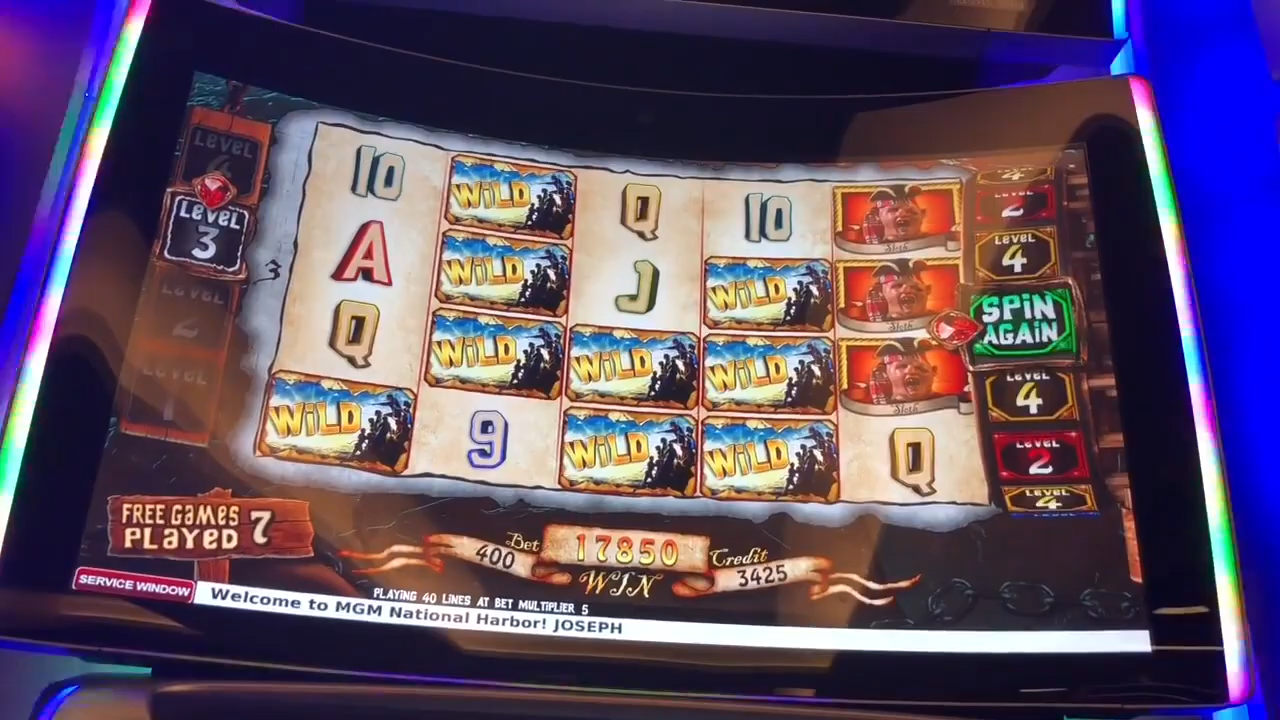 LeVeL
4
LeVeL
3
3
LeVeL
2
LeVeL
1
10
WiLD
Q
10
Sloth
A
WiLD
J
WiLD
Sloth
Q
WiLD
WiLD
WiLD
Sloth
WiLD
9
WiLD
WiLD
Q
4
LeVeL
2
LeVeL
4
SPiN
AGAiN
LeVeL
4
LeVeL
2
LeVeL
4
FREE GaMES
PLAYED 7
Bet
400
17850
WIN
Credit
3425
PLAYING 40 LINES AT BET MULTIPLIER 5
SERVICE WINDOW
Welcome to MGM National Harbor! JOSEPH